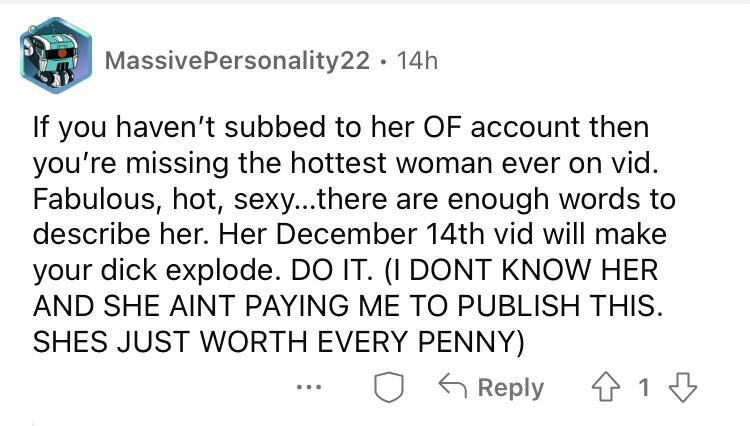 MassivePersonality22 • 14h
If you haven’t subbed to her OF account then
you’re missing the hottest woman ever on vid.
Fabulous, hot, sexy...there are enough words to
describe her. Her December 14th vid will make
your dick explode. DO IT. (I DONT KNOW HER
AND SHE AINT PAYING ME TO PUBLISH THIS.
SHES JUST WORTH EVERY PENNY)
... Reply 1